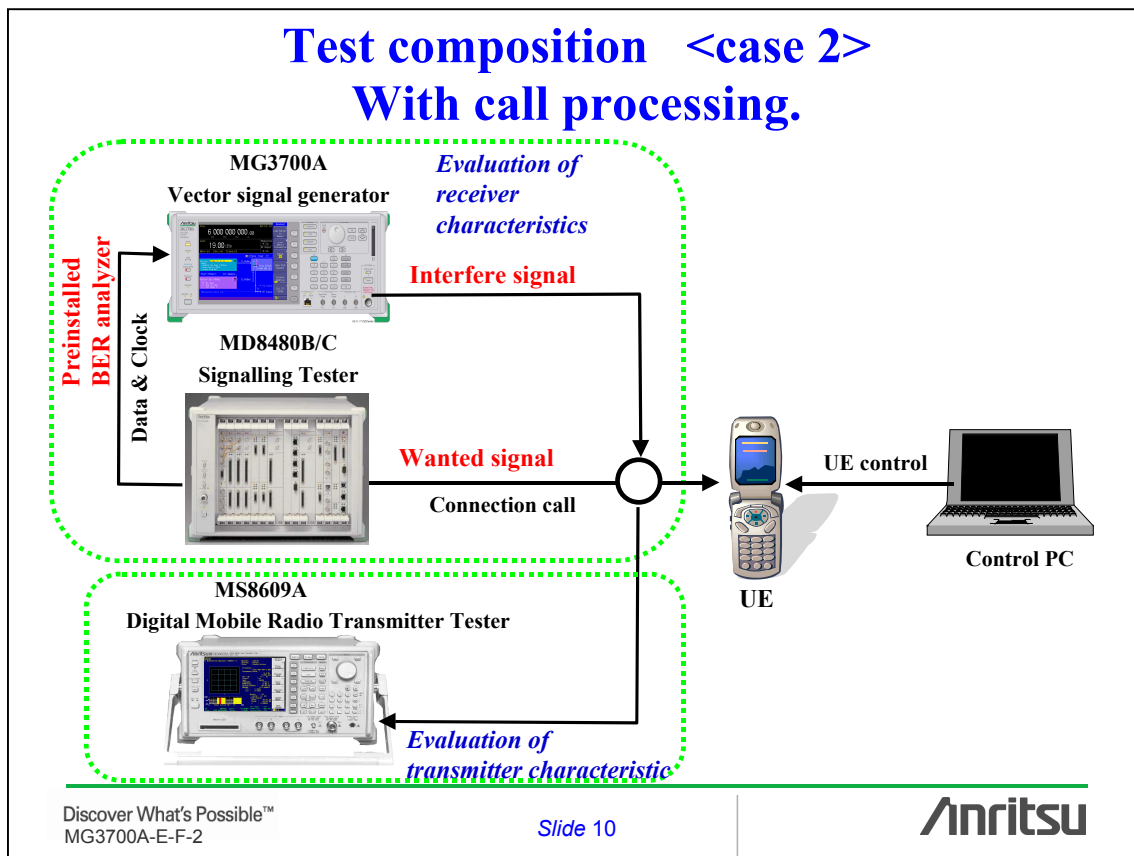 Test composition <case 2>
With call processing.
MG3700A
Vector signal generator
Evaluation of
receiver
characteristics
Preinstalled
BER analyzer
Data & Clock
Interfere signal
MD8480B/C
Signalling Tester
Wanted signal
Connection call
UE control
UE
Control PC
MS8609A
Digital Mobile Radio Transmitter Tester
Evaluation of
transmitter characteristic
Discover What's Possible™
MG3700A-E-F-2
Slide 10
Anritsu